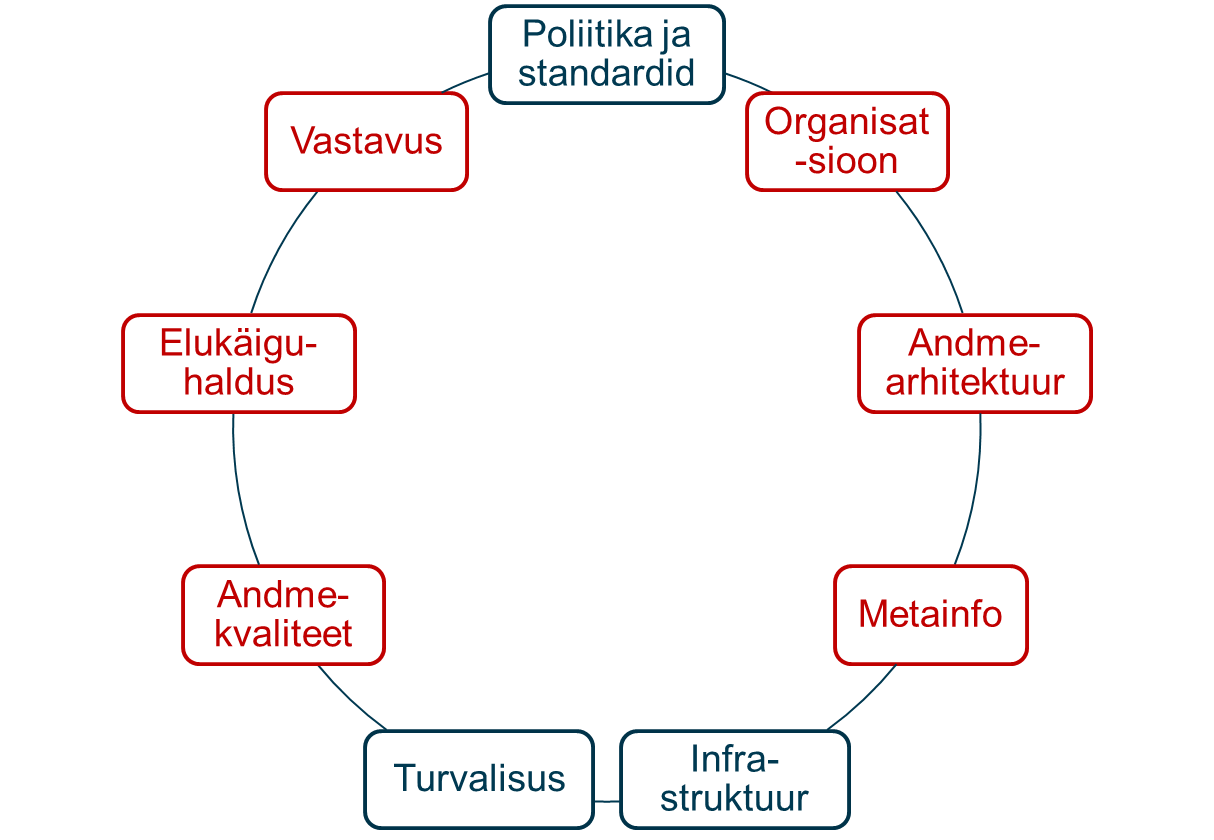 Poliitika ja
standardid
Organisat
-sioon
Andme-
arhitektuur
Metainfo
Infra-
struktuur
Turvalisus
Andme-
kvaliteet
Elukäigu-
haldus
Vastavus